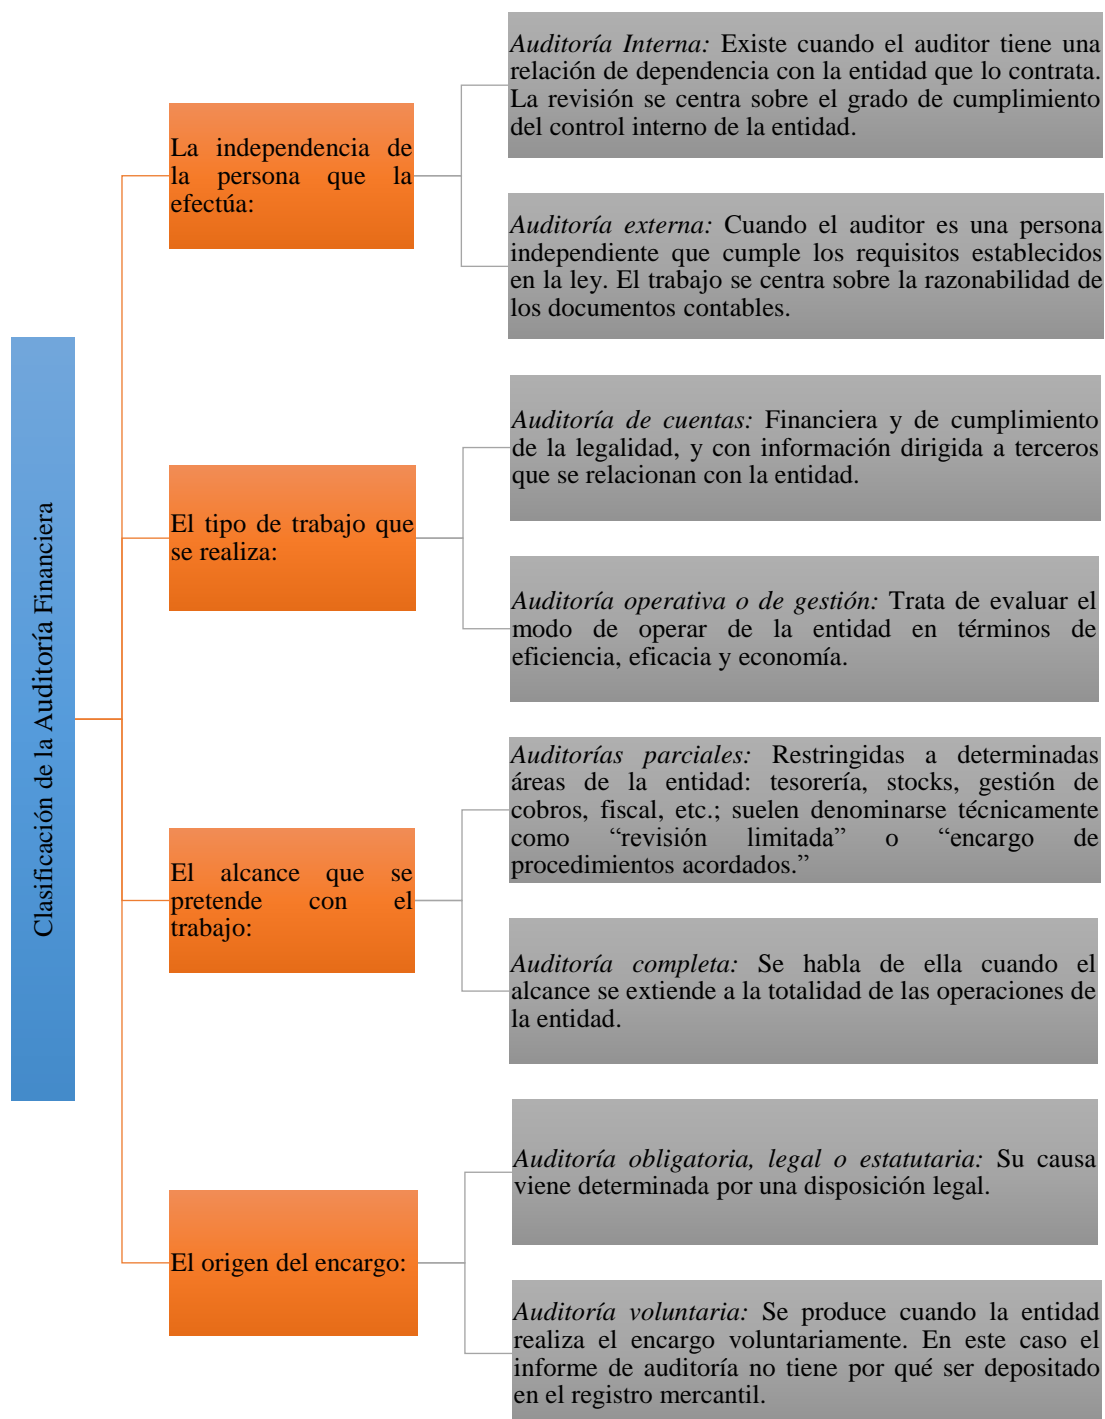 Clasificación de la Auditoría Financiera
La independencia de
la persona que la
efectúa:
Auditoría Interna: Existe cuando el auditor tiene una
relación de dependencia con la entidad que lo contrata.
La revisión se centra sobre el grado de cumplimiento
del control interno de la entidad.
Auditoría externa: Cuando el auditor es una persona
independiente que cumple los requisitos establecidos
en la ley. El trabajo se centra sobre la razonabilidad de
los documentos contables.
El tipo de trabajo que
se realiza:
Auditoría de cuentas: Financiera y de cumplimiento
de la legalidad, y con información dirigida a terceros
que se relacionan con la entidad.
Auditoría operativa o de gestión: Trata de evaluar el
modo de operar de la entidad en términos de
eficiencia, eficacia y economía.
El alcance que se
pretende con el
trabajo:
Auditorías parciales: Restringidas a determinadas
áreas de la entidad: tesorería, stocks, gestión de
cobros, fiscal, etc.; suelen denominarse técnicamente
como “revisión limitada” o “encargo de
procedimientos acordados.”
Auditoría completa: Se habla de ella cuando el
alcance se extiende a la totalidad de las operaciones de
la entidad.
El origen del encargo:
Auditoría obligatoria, legal o estatutaria: Su causa
viene determinada por una disposición legal.
Auditoría voluntaria: Se produce cuando la entidad
realiza el encargo voluntariamente. En este caso el
informe de auditoría no tiene por qué ser depositado
en el registro mercantil.